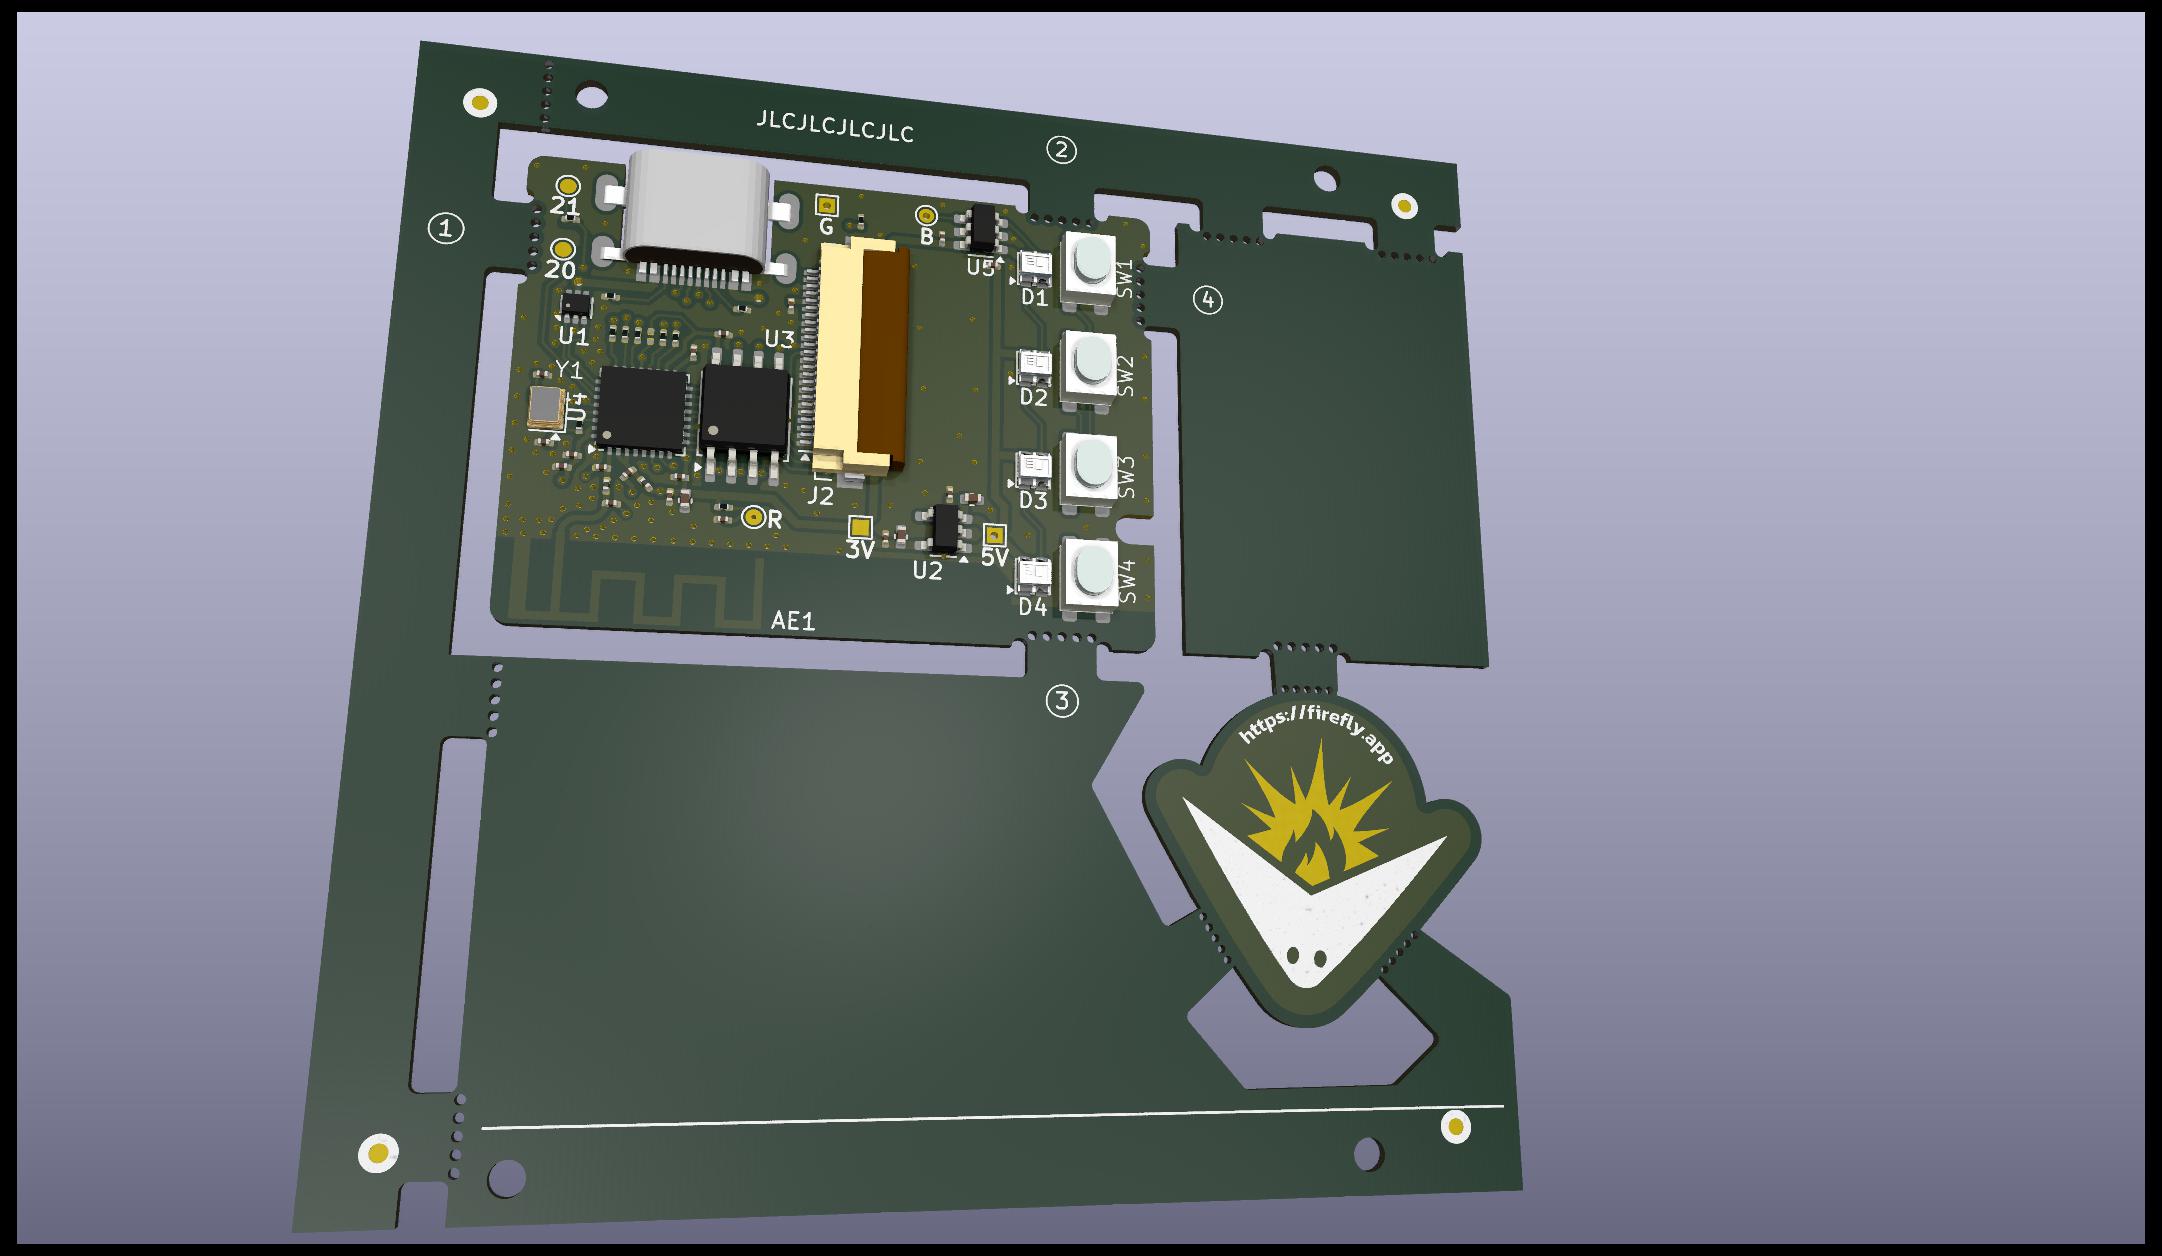 JLCJLCJLCJLC
2
1
4
21
20
G
B
U5
U1
U3
Y1
U4
D1
SW1
D2
SW2
D3
SW3
J2
R
3V
U2
5V
D4
SW4
AE1
3
https://firefly.app